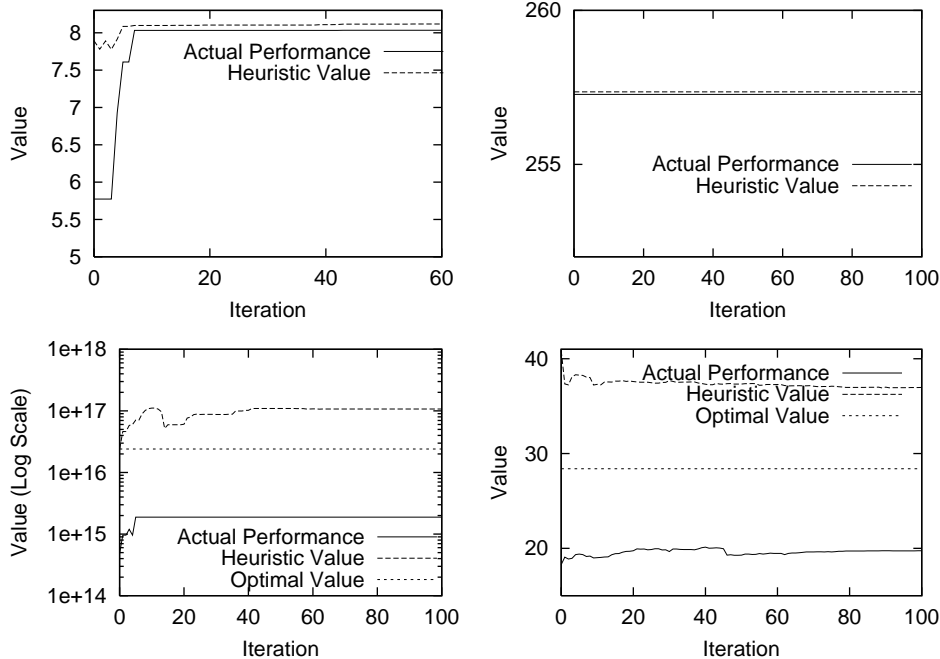 8
7.5
7
6.5
6
5.5
5
0 20 40 60
Value
Iteration
Actual Performance
Heuristic Value
260
255
0 20 40 60 80 100
Value
Iteration
Actual Performance
Heuristic Value
1e+18
1e+17
1e+16
1e+15
1e+14
0 20 40 60 80 100
Value (Log Scale)
Iteration
Actual Performance
Heuristic Value
Optimal Value
40
30
20
0 20 40 60 80 100
Value
Iteration
Actual Performance
Heuristic Value
Optimal Value